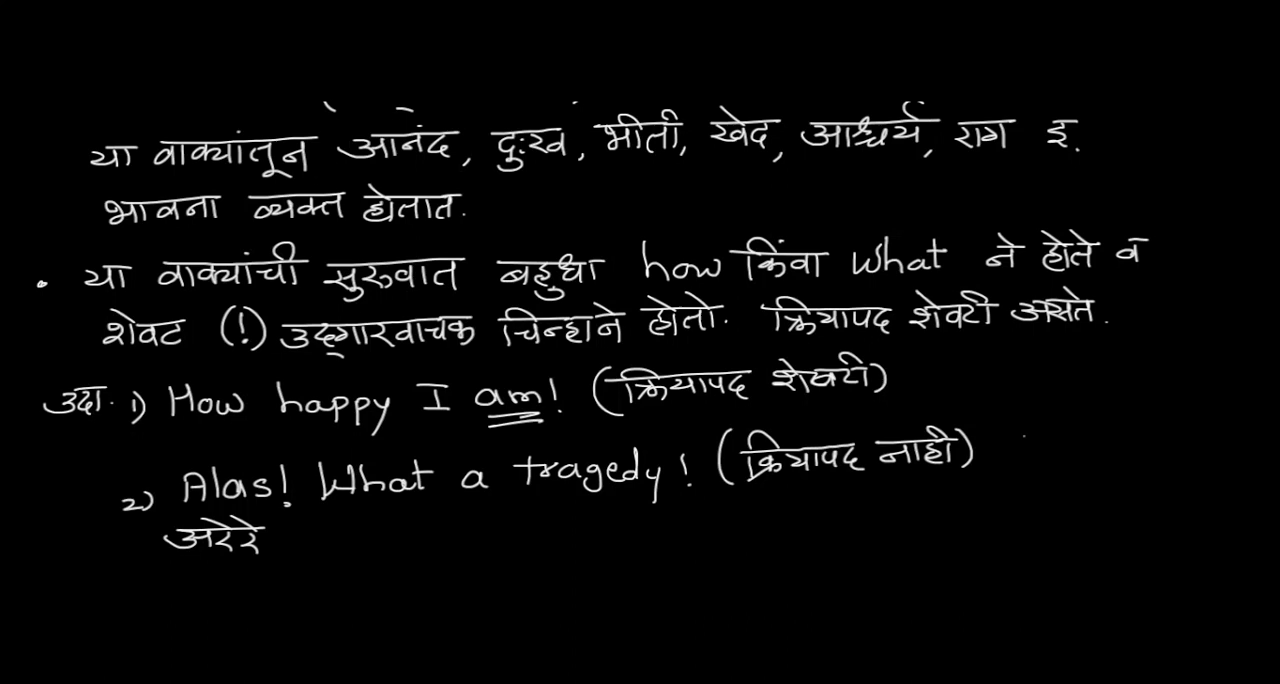 या वाक्यांतून आनंद, दुःख, भीती, खेद, आश्चर्य, राग इ.
भावना व्यक्त होतात.
• या वाक्यांची सुरुवात बहुधा how किंवा what ने होते व
शेवट (!) उद्गारवाचक चिन्हाने होतो. क्रियापद शेवटी असते.
उदा. 1) How happy I am! (क्रियापद शेवटी)
2) Alas! What a tragedy! (क्रियापद नाही)
अरेरे